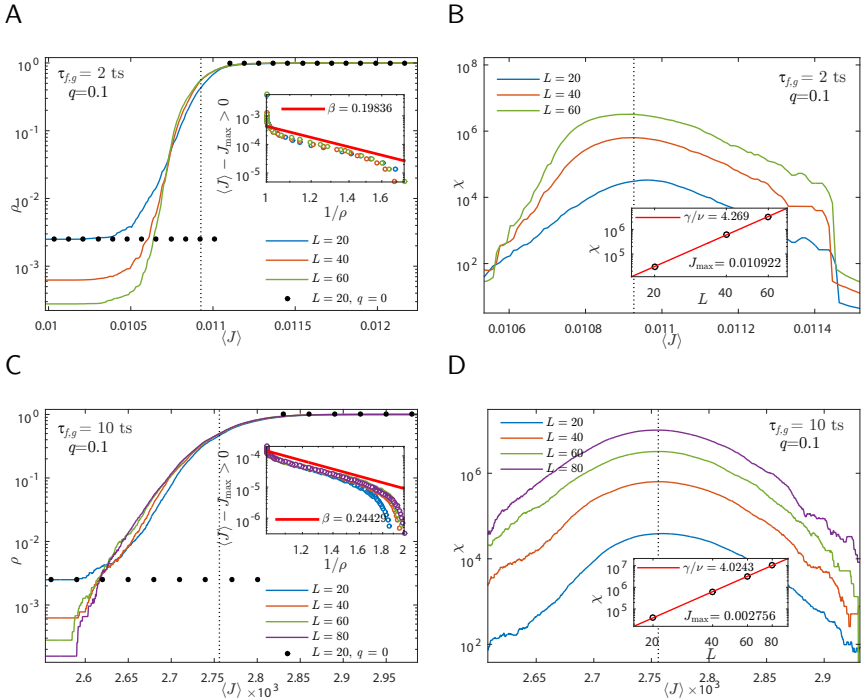 A
τf,g = 2 ts
q=0.1
10^0
10^-1
10^-2
10^-3
ρ
0.01
0.0105
0.011
0.0115
0.012
⟨J⟩
⟨J⟩ − Jmax > 0
10^-3
10^-4
10^-5
β = 0.19836
1
1.2
1.4
1.6
1/ρ
L = 20
L = 40
L = 60
L = 20, q = 0
B
τf,g = 2 ts
q=0.1
L = 20
L = 40
L = 60
10^8
10^6
10^4
10^2
χ
0.0106
0.0108
0.011
0.0112
0.0114
⟨J⟩
γ/ν = 4.269
10^6
10^5
χ
Jmax = 0.010922
20
40
60
L
C
τf,g = 10 ts
q=0.1
10^0
10^-1
10^-2
10^-3
ρ
2.6
2.65
2.7
2.75
2.8
2.85
2.9
2.95
⟨J⟩ ×10^3
⟨J⟩ − Jmax > 0
10^-4
10^-5
10^-6
β = 0.24429
1.2
1.4
1.6
1.8
2
1/ρ
L = 20
L = 40
L = 60
L = 80
L = 20, q = 0
D
τf,g = 10 ts
q=0.1
L = 20
L = 40
L = 60
L = 80
10^6
10^4
10^2
χ
2.65
2.7
2.75
2.8
2.85
2.9
⟨J⟩ ×10^3
γ/ν = 4.0243
10^7
10^6
10^5
χ
Jmax = 0.002756
20
40
60
80
L